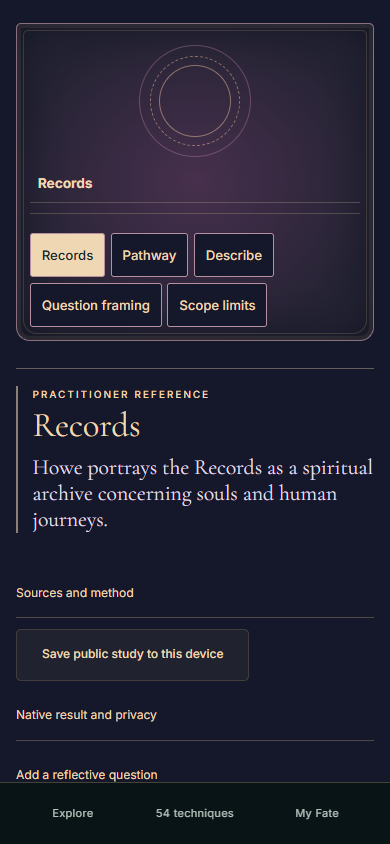 Records
Records
Pathway
Describe
Question framing
Scope limits
PRACTITIONER REFERENCE
Records
Howe portrays the Records as a spiritual
archive concerning souls and human
journeys.
Sources and method
Save public study to this device
Native result and privacy
Add a reflective question
Explore
54 techniques
My Fate